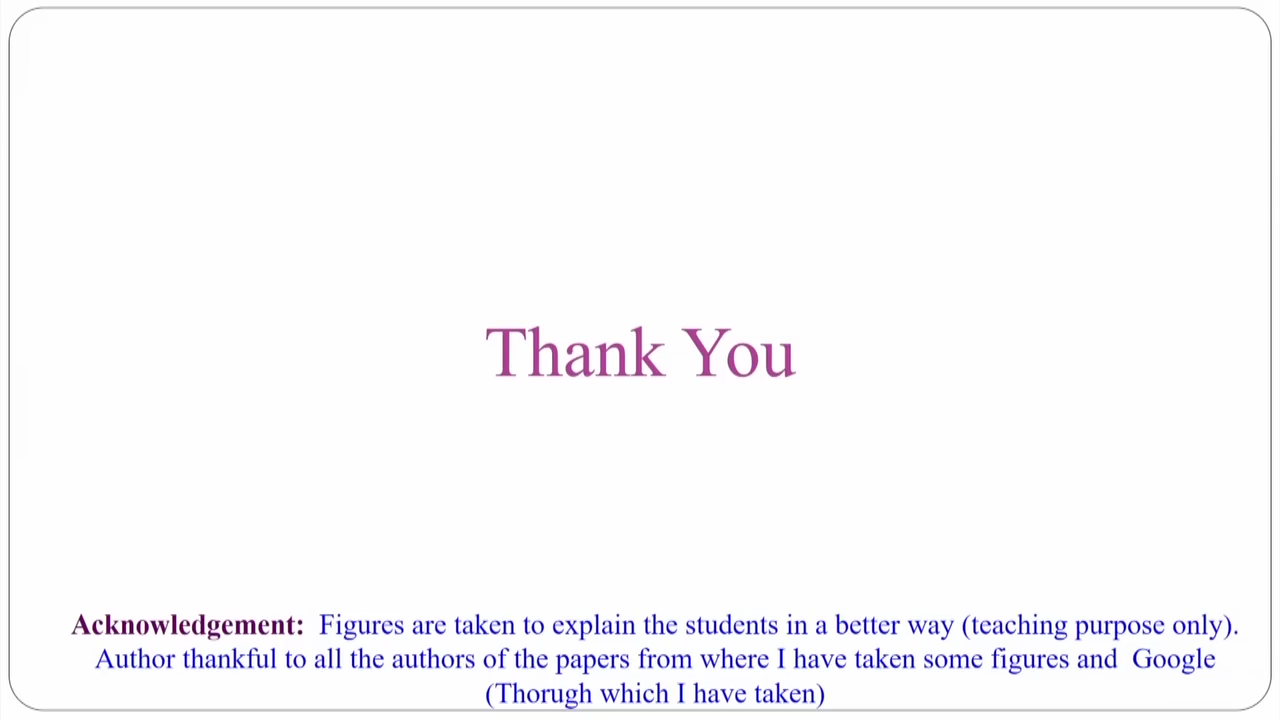 Thank You
Acknowledgement: Figures are taken to explain the students in a better way (teaching purpose only).
Author thankful to all the authors of the papers from where I have taken some figures and Google
(Thorugh which I have taken)